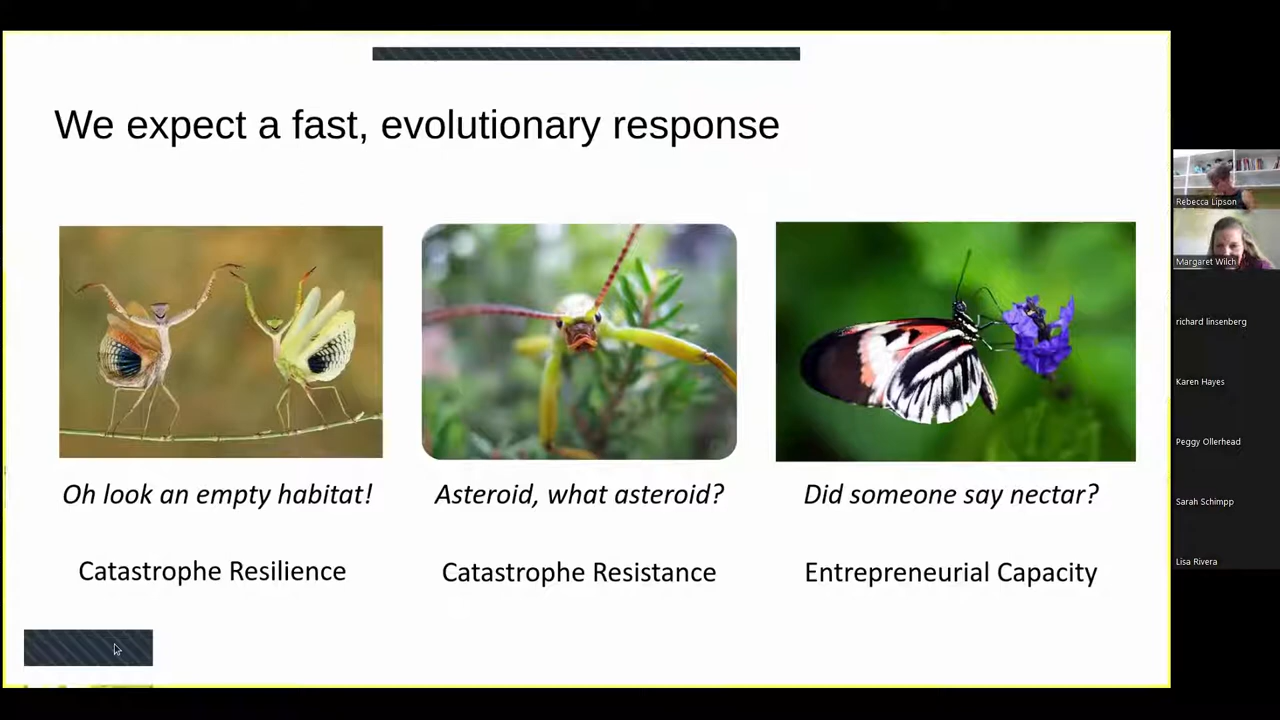 We expect a fast, evolutionary response
Oh look an empty habitat!
Asteroid, what asteroid?
Did someone say nectar?
Catastrophe Resilience
Catastrophe Resistance
Entrepreneurial Capacity
Rebecca Lipson
Margaret Wilch
richard linsenberg
Karen Hayes
Peggy Ollerhead
Sarah Schimpp
Lisa Rivera